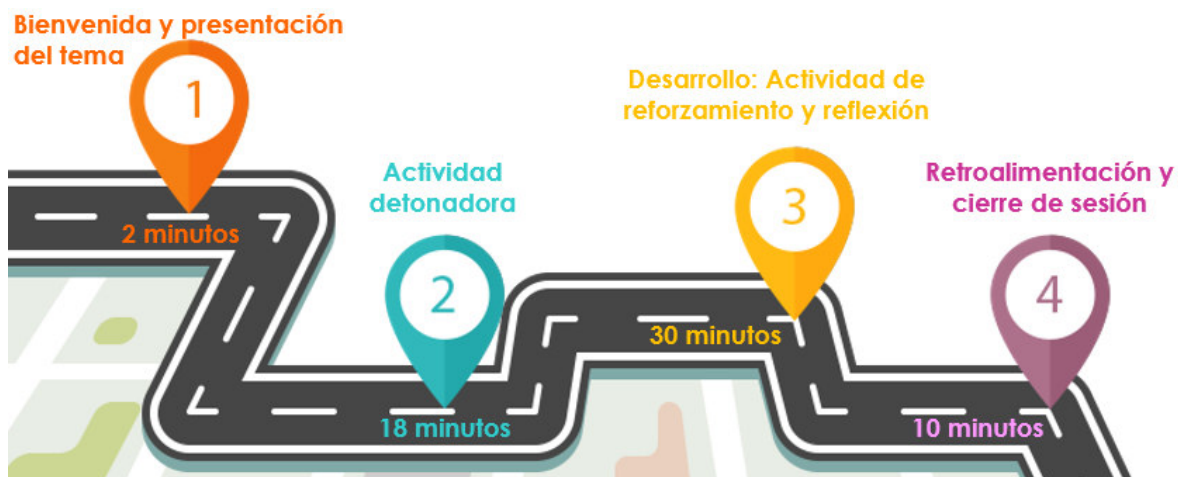 Bienvenida y presentación
del tema
1
2 minutos
Actividad
detonadora
2
18 minutos
Desarrollo: Actividad de
reforzamiento y reflexión
3
30 minutos
Retroalimentación y
cierre de sesión
4
10 minutos